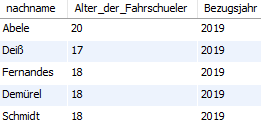 nachname Alter_der_Fahrschueler Bezugsjahr
Abele 20 2019
Deiß 17 2019
Fernandes 18 2019
Demürel 18 2019
Schmidt 18 2019